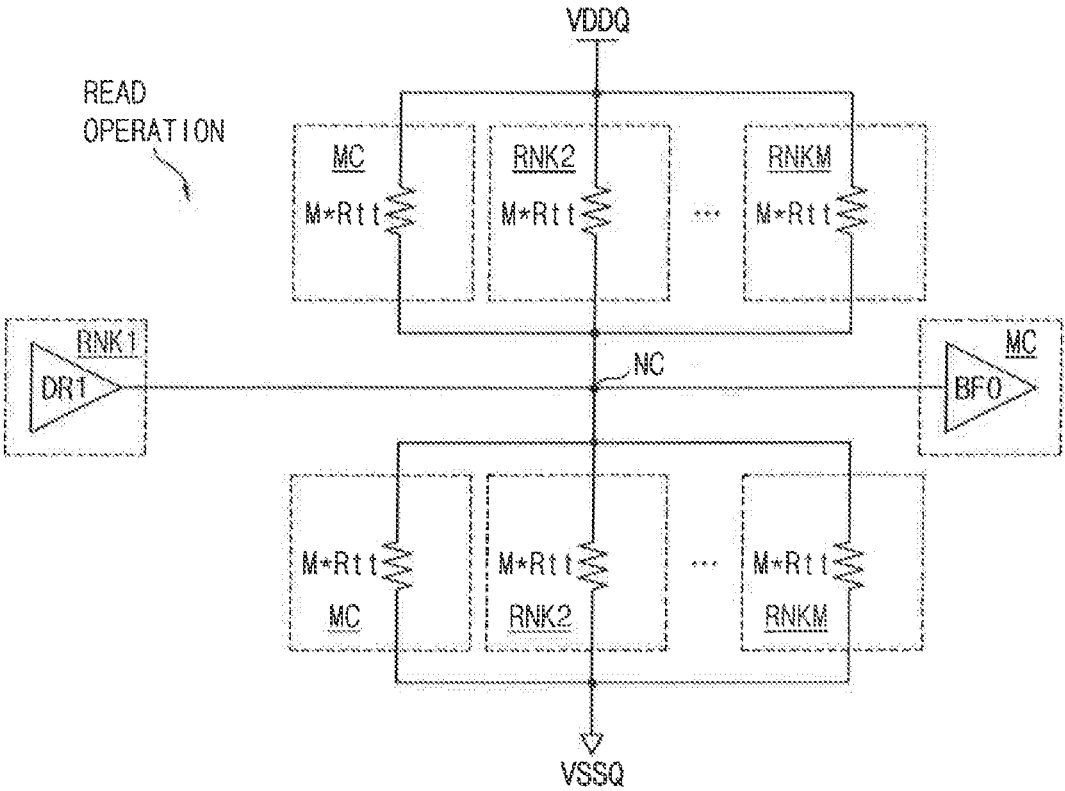 VDDQ
READ
OPERATION
MC
RNK2
RNKM
M*Rtt
M*Rtt
...
M*Rtt
RNK1
DR1
NC
MC
BF0
M*Rtt
M*Rtt
...
M*Rtt
MC
RNK2
RNKM
VSSQ